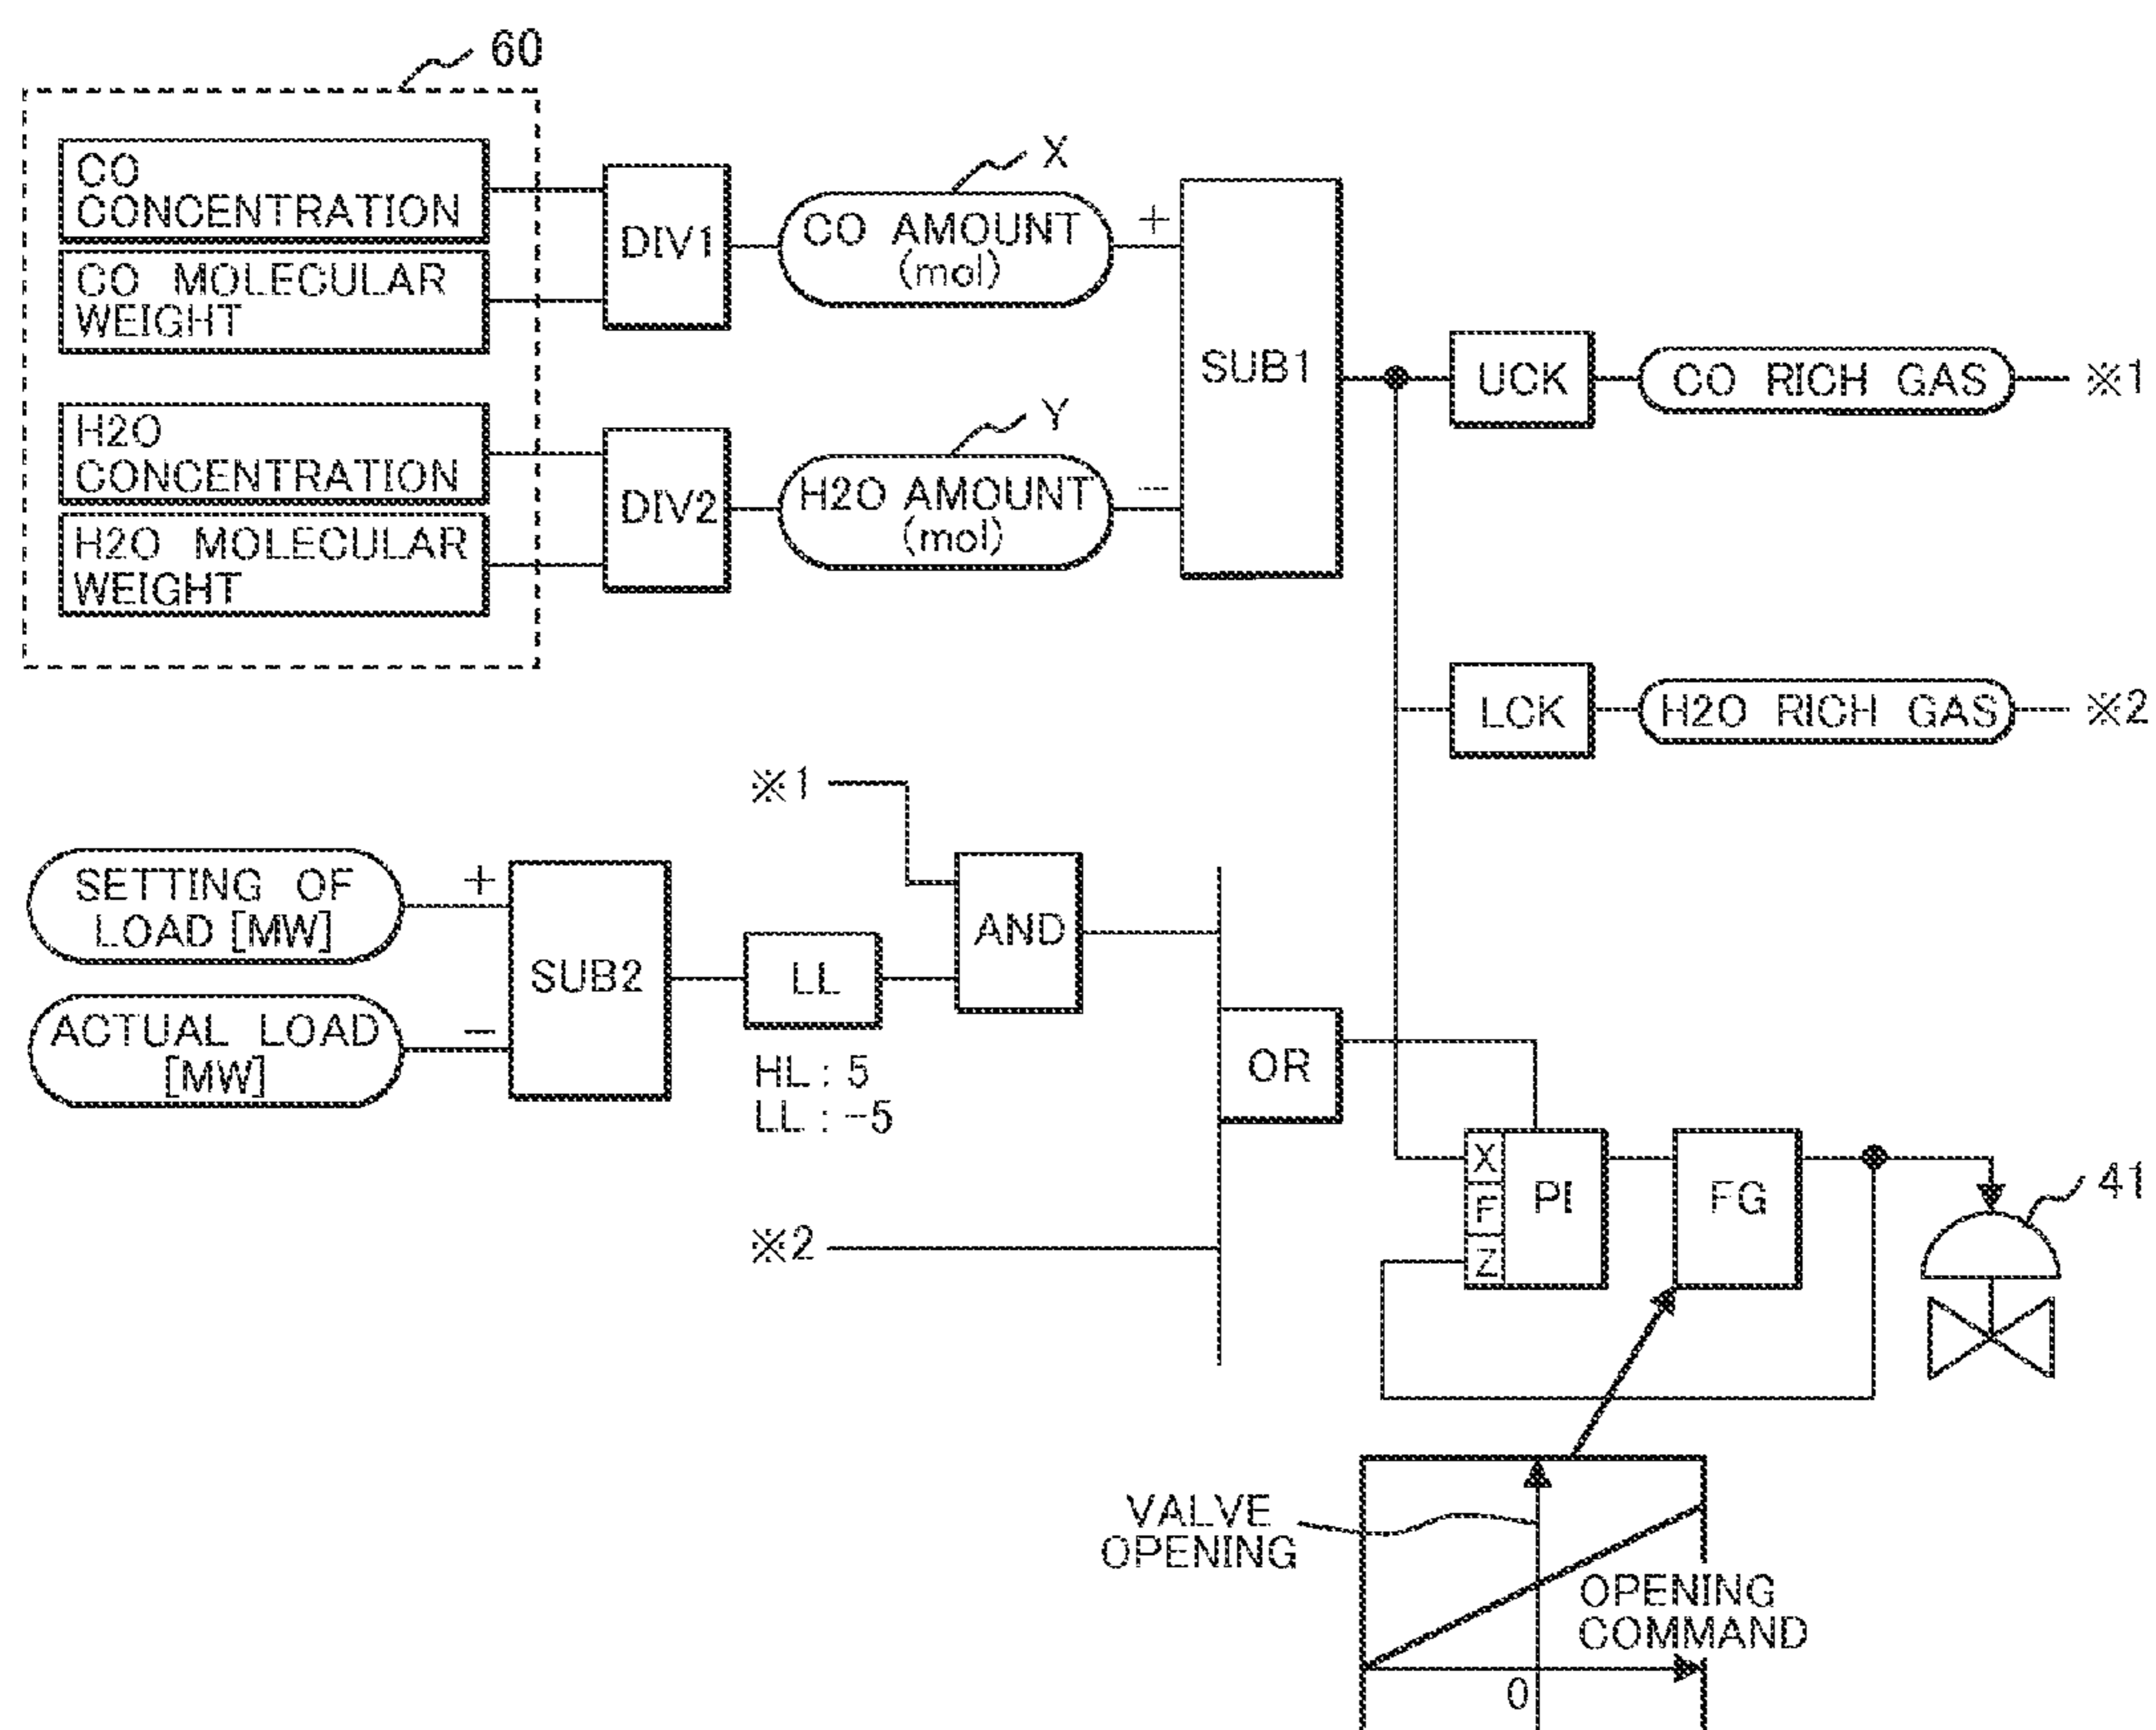 60
CO
CONCENTRATION
CO MOLECULAR
WEIGHT
H2O
CONCENTRATION
H2O MOLECULAR
WEIGHT
DIV1
DIV2
X
CO AMOUNT
(mol)
Y
H2O AMOUNT
(mol)
+
−
SUB1
UCK
CO RICH GAS
※1
LCK
H2O RICH GAS
※2
※1
SETTING OF
LOAD [MW]
ACTUAL LOAD
[MW]
+
−
SUB2
LL
HL : 5
LL : -5
AND
OR
※2
X
F
Z
PI
FG
41
VALVE
OPENING
OPENING
COMMAND
0